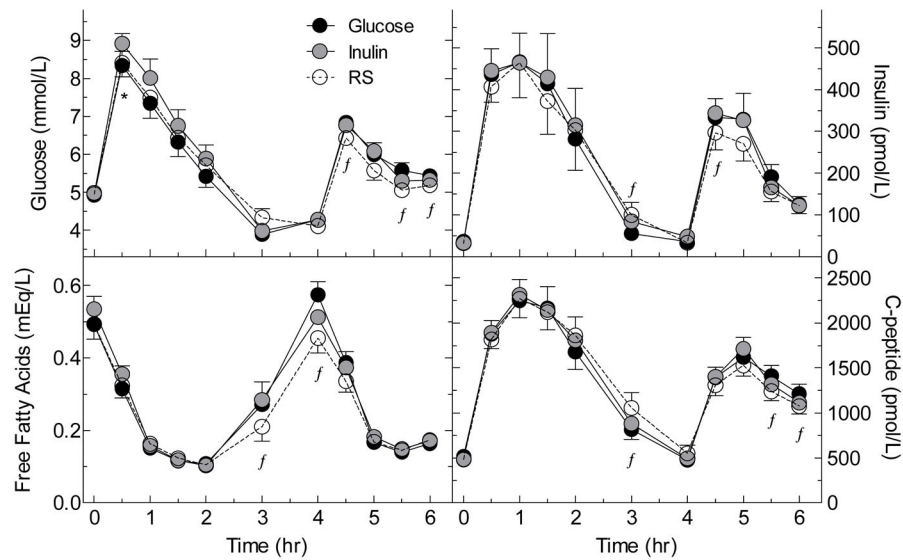 Glucose
Inulin
RS
Glucose (mmol/L)
9
8
7
6
5
4
*
f
f
f
Insulin (pmol/L)
500
400
300
200
100
0
f
f
Free Fatty Acids (mEq/L)
0.6
0.4
0.2
0.0
f
f
0 1 2 3 4 5 6
Time (hr)
C-peptide (pmol/L)
2500
2000
1500
1000
500
0
f
f
f
0 1 2 3 4 5 6
Time (hr)